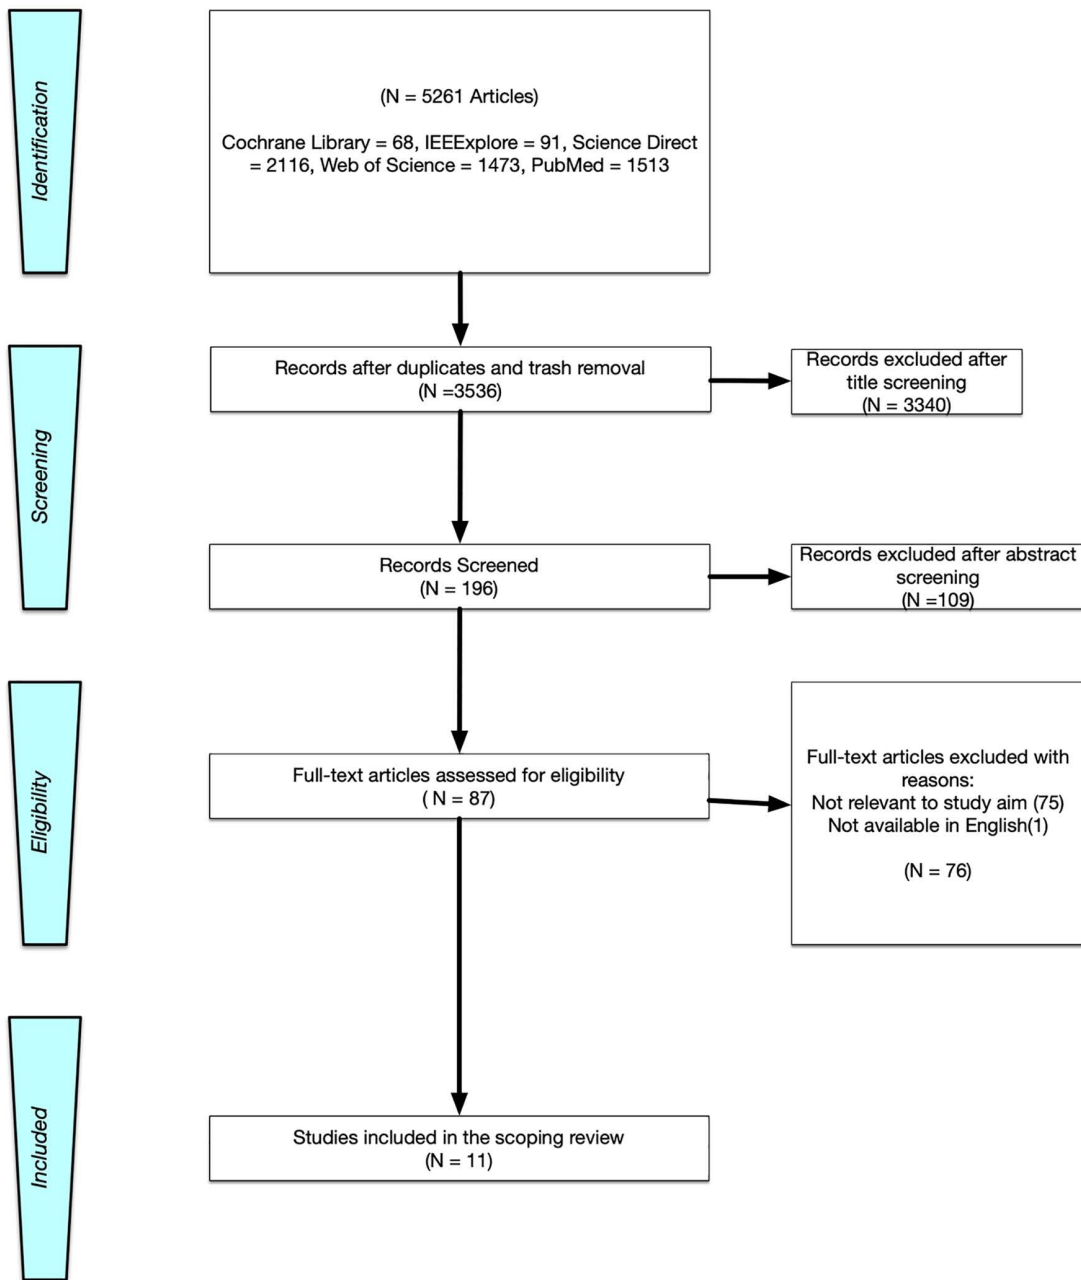 Identification
(N = 5261 Articles)
Cochrane Library = 68, IEEExplore = 91, Science Direct
= 2116, Web of Science = 1473, PubMed = 1513
Screening
Records after duplicates and trash removal
(N =3536)
Records excluded after
title screening
(N = 3340)
Records Screened
(N = 196)
Records excluded after abstract
screening
(N =109)
Eligibility
Full-text articles assessed for eligibility
( N = 87)
Full-text articles excluded with
reasons:
Not relevant to study aim (75)
Not available in English(1)
(N = 76)
Included
Studies included in the scoping review
(N = 11)